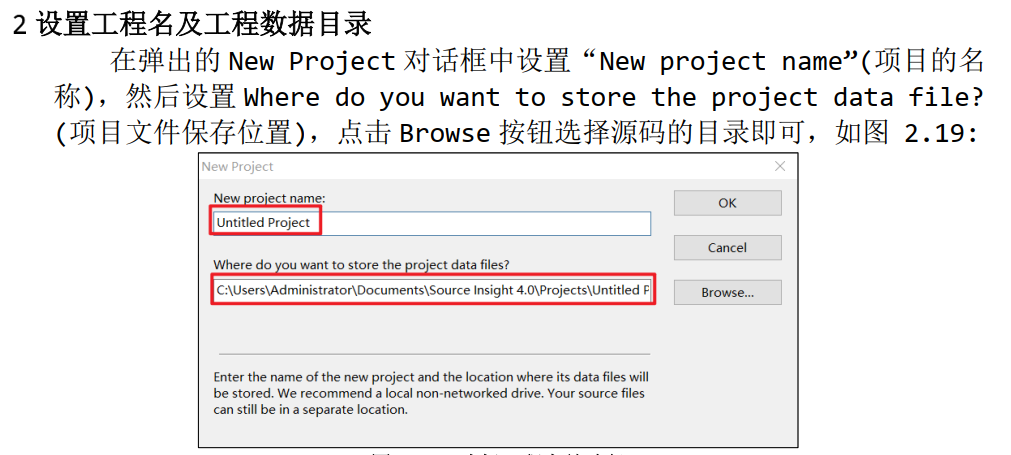 2 设置工程名及工程数据目录
在弹出的 New Project 对话框中设置“New project name”(项目的名
称)，然后设置 Where do you want to store the project data file?
(项目文件保存位置)，点击 Browse 按钮选择源码的目录即可，如图 2.19:
New Project
New project name:
OK
Untitled Project
Cancel
Where do you want to store the project data files?
C:\Users\Administrator\Documents\Source Insight 4.0\Projects\Untitled P
Browse...
Enter the name of the new project and the location where its data files will
be stored. We recommend a local non-networked drive. Your source files
can still be in a separate location.